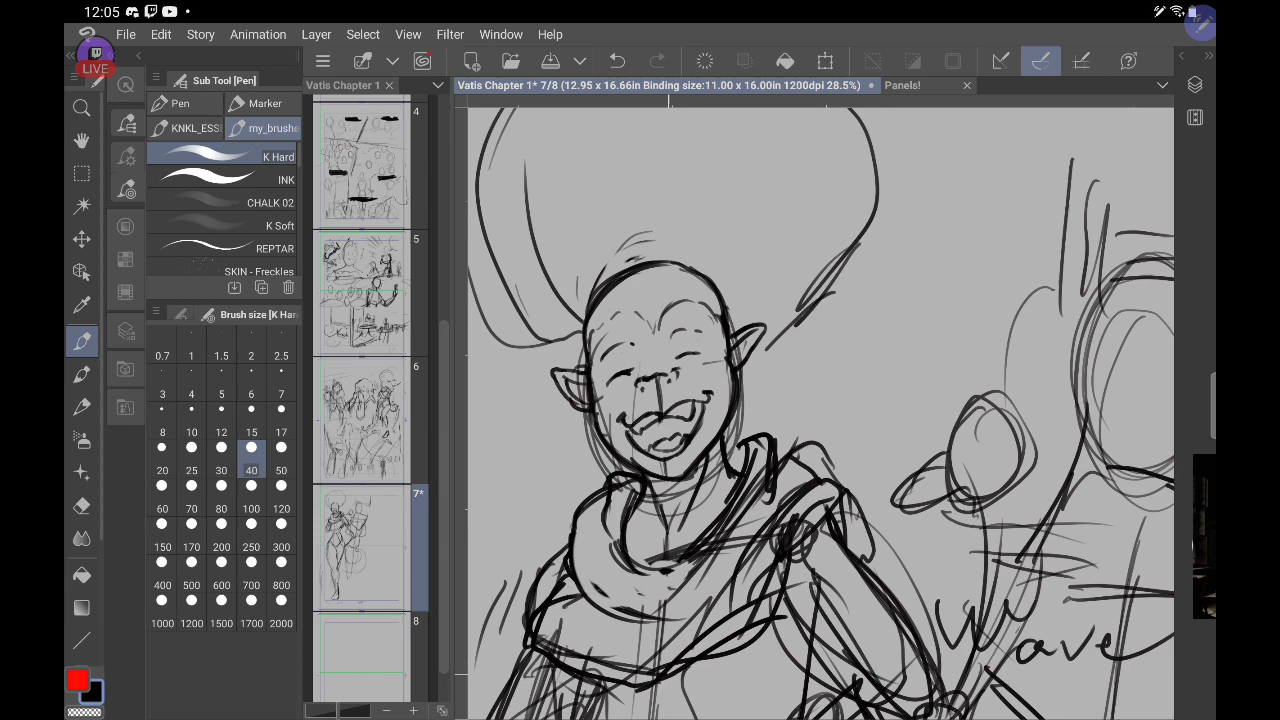 12:05
File Edit Story Animation Layer Select View Filter Window Help
LIVE
Sub Tool [Pen]
Pen
Marker
KNKL_ESS
my_brushe
K Hard
INK
CHALK 02
K Soft
REPTAR
SKIN - Freckles
Brush size [K Har
0.7 1 1.5 2 2.5
3 4 5 6 7
8 10 12 15 17
20 25 30 40 50
60 70 80 100 120
150 170 200 250 300
400 500 600 700 800
1000 1200 1500 1700 2000
Vatis Chapter 1
4
5
6
7*
8
Vatis Chapter 1* 7/8 (12.95 x 16.66in Binding size:11.00 x 16.00in 1200dpi 28.5%)
Panels!
Wave